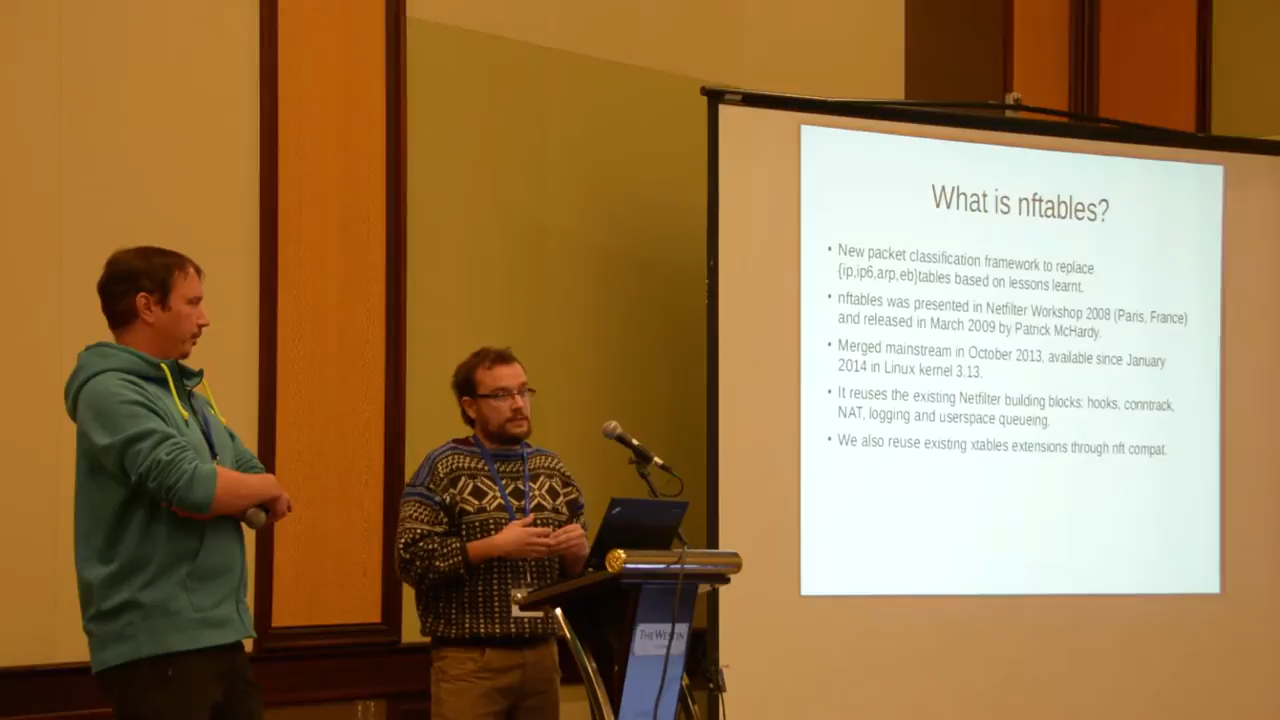 What is nftables?
• New packet classification framework to replace
{ip,ip6,arp,eb}tables based on lessons learnt.
• nftables was presented in Netfilter Workshop 2008 (Paris, France)
and released in March 2009 by Patrick McHardy.
• Merged mainstream in October 2013, available since January
2014 in Linux kernel 3.13.
• It reuses the existing Netfilter building blocks: hooks, conntrack,
NAT, logging and userspace queueing.
• We also reuse existing xtables extensions through nft compat.
THE WESTIN